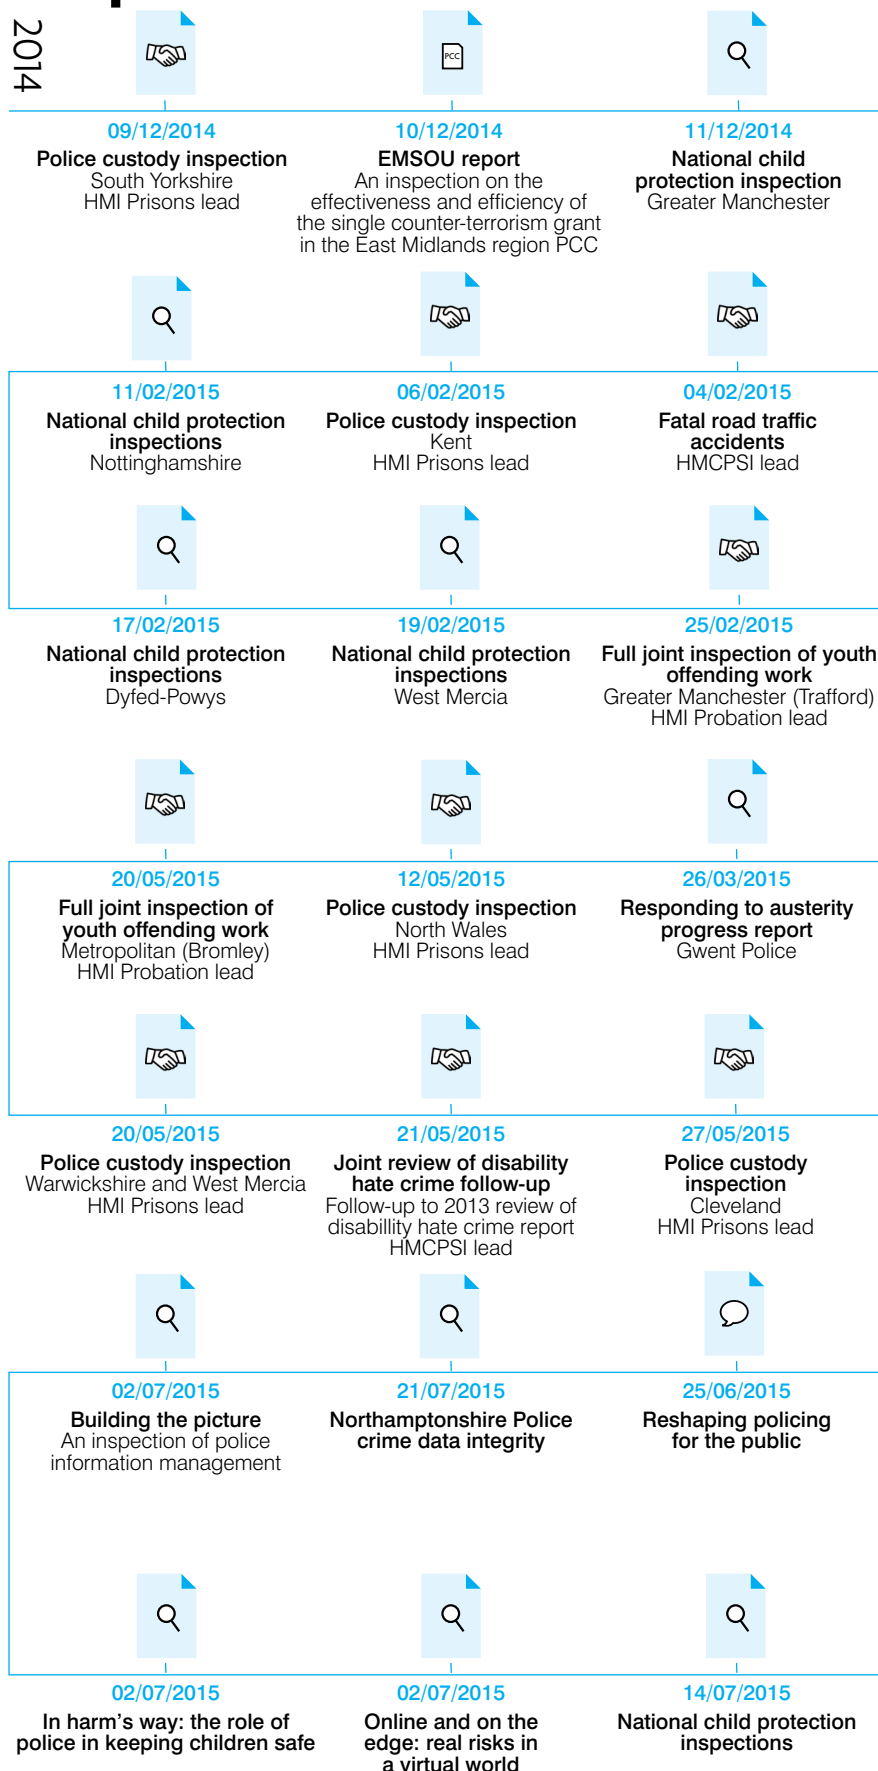 2014
PCC
09/12/2014
Police custody inspection
South Yorkshire
HMI Prisons lead
10/12/2014
EMSOU report
An inspection on the
effectiveness and efficiency of
the single counter-terrorism grant
in the East Midlands region PCC
11/12/2014
National child
protection inspection
Greater Manchester
11/02/2015
National child protection
inspections
Nottinghamshire
06/02/2015
Police custody inspection
Kent
HMI Prisons lead
04/02/2015
Fatal road traffic
accidents
HMCPSI lead
17/02/2015
National child protection
inspections
Dyfed-Powys
19/02/2015
National child protection
inspections
West Mercia
25/02/2015
Full joint inspection of youth
offending work
Greater Manchester (Trafford)
HMI Probation lead
20/05/2015
Full joint inspection of
youth offending work
Metropolitan (Bromley)
HMI Probation lead
12/05/2015
Police custody inspection
North Wales
HMI Prisons lead
26/03/2015
Responding to austerity
progress report
Gwent Police
20/05/2015
Police custody inspection
Warwickshire and West Mercia
HMI Prisons lead
21/05/2015
Joint review of disability
hate crime follow-up
Follow-up to 2013 review of
disabillity hate crime report
HMCPSI lead
27/05/2015
Police custody
inspection
Cleveland
HMI Prisons lead
02/07/2015
Building the picture
An inspection of police
information management
21/07/2015
Northamptonshire Police
crime data integrity
25/06/2015
Reshaping policing
for the public
02/07/2015
In harm's way: the role of
police in keeping children safe
02/07/2015
Online and on the
edge: real risks in
a virtual world
14/07/2015
National child protection
inspections